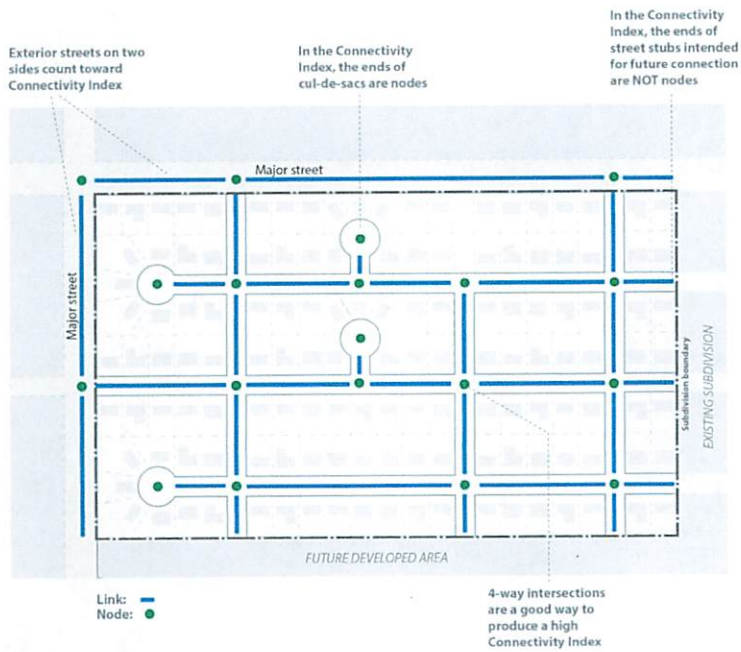 Exterior streets on two
sides count toward
Connectivity Index
In the Connectivity
Index, the ends of
cul-de-sacs are nodes
In the Connectivity
Index, the ends of
street stubs intended
for future connection
are NOT nodes
Major street
Major street
Subdivision boundary
EXISTING SUBDIVISION
FUTURE DEVELOPED AREA
Link:
Node:
4-way intersections
are a good way to
produce a high
Connectivity Index